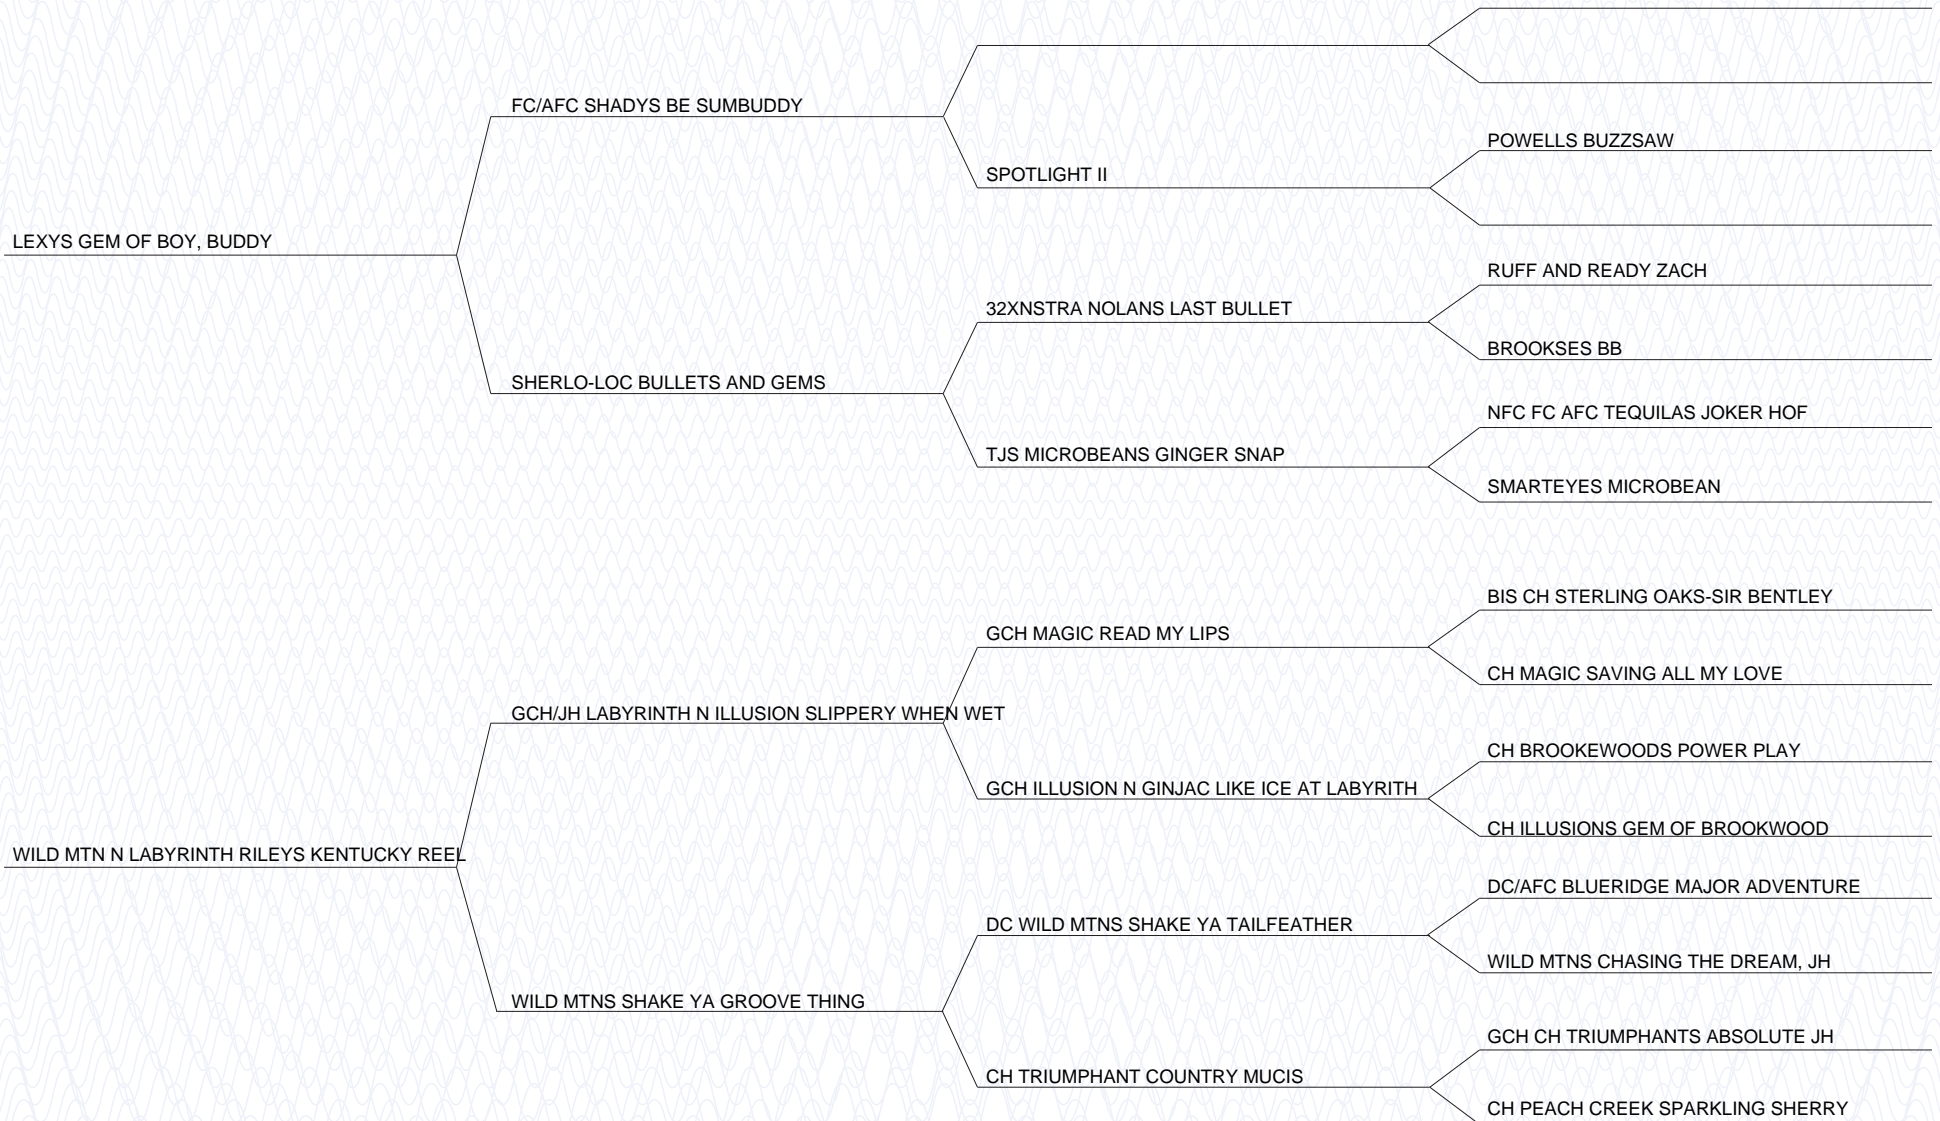 FC/AFC SHADYS BE SUMBUDDY
POWELLS BUZZSAW
SPOTLIGHT II
LEXYS GEM OF BOY, BUDDY
RUFF AND READY ZACH
32XNSTRA NOLANS LAST BULLET
BROOKSES BB
SHERLO-LOC BULLETS AND GEMS
NFC FC AFC TEQUILAS JOKER HOF
TJS MICROBEANS GINGER SNAP
SMARTEYES MICROBEAN
BIS CH STERLING OAKS-SIR BENTLEY
GCH MAGIC READ MY LIPS
CH MAGIC SAVING ALL MY LOVE
GCH/JH LABYRINTH N ILLUSION SLIPPERY WHEN WET
CH BROOKEWOODS POWER PLAY
GCH ILLUSION N GINJAC LIKE ICE AT LABYRITH
CH ILLUSIONS GEM OF BROOKWOOD
WILD MTN N LABYRINTH RILEYS KENTUCKY REEL
DC/AFC BLUERIDGE MAJOR ADVENTURE
DC WILD MTNS SHAKE YA TAILFEATHER
WILD MTNS CHASING THE DREAM, JH
WILD MTNS SHAKE YA GROOVE THING
GCH CH TRIUMPHANTS ABSOLUTE JH
CH TRIUMPHANT COUNTRY MUCIS
CH PEACH CREEK SPARKLING SHERRY